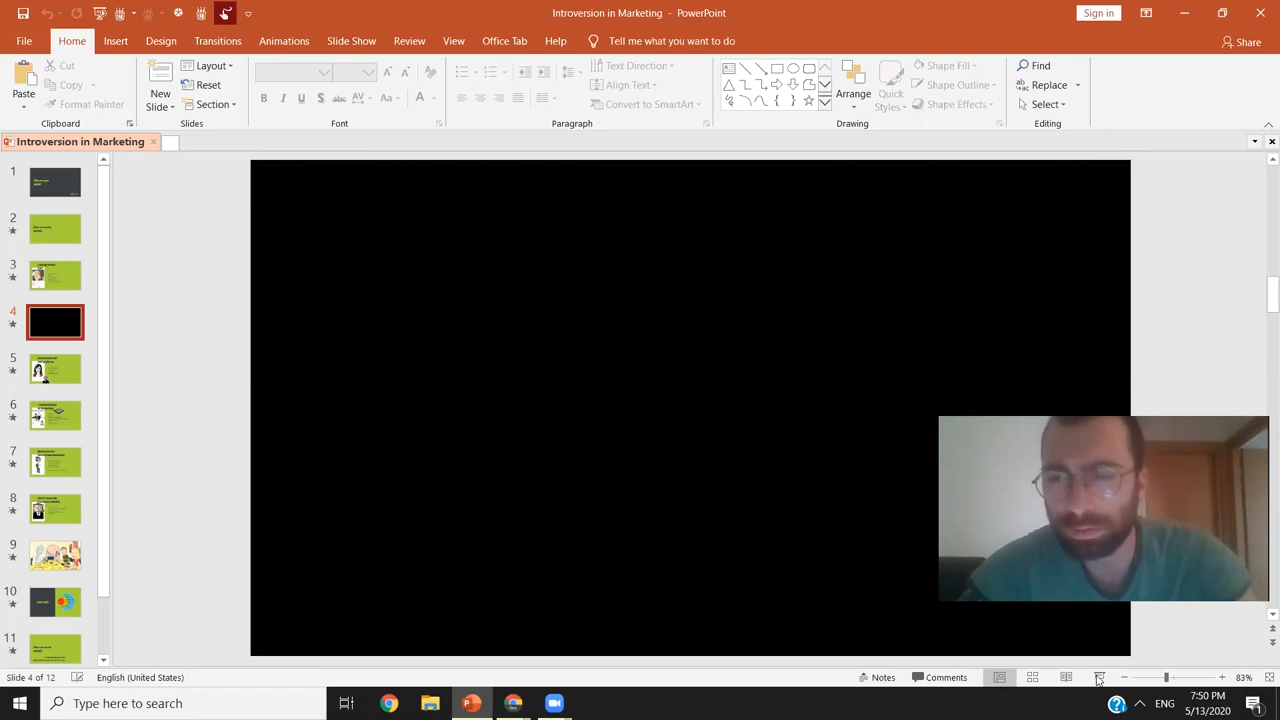 Introversion in Marketing - PowerPoint
Sign in
File Home Insert Design Slide Show Transitions Animations Review View Office Tab Help Tell me what you want to do
Share
Paste
Cut
Copy
Format Painter
Clipboard
New Slide
Layout
Reset
Section
Slides
Font
Text Direction
Align Text
Convert to SmartArt
Paragraph
Arrange
Quick Styles
Shape Fill
Shape Outline
Shape Effects
Drawing
Find
Replace
Select
Editing
Introversion in Marketing
1
2
3
4
5
6
7
8
9
10
11
Slide 4 of 12
English (United States)
Notes
Comments
83%
Type here to search
ENG
7:50 PM
5/13/2020
1